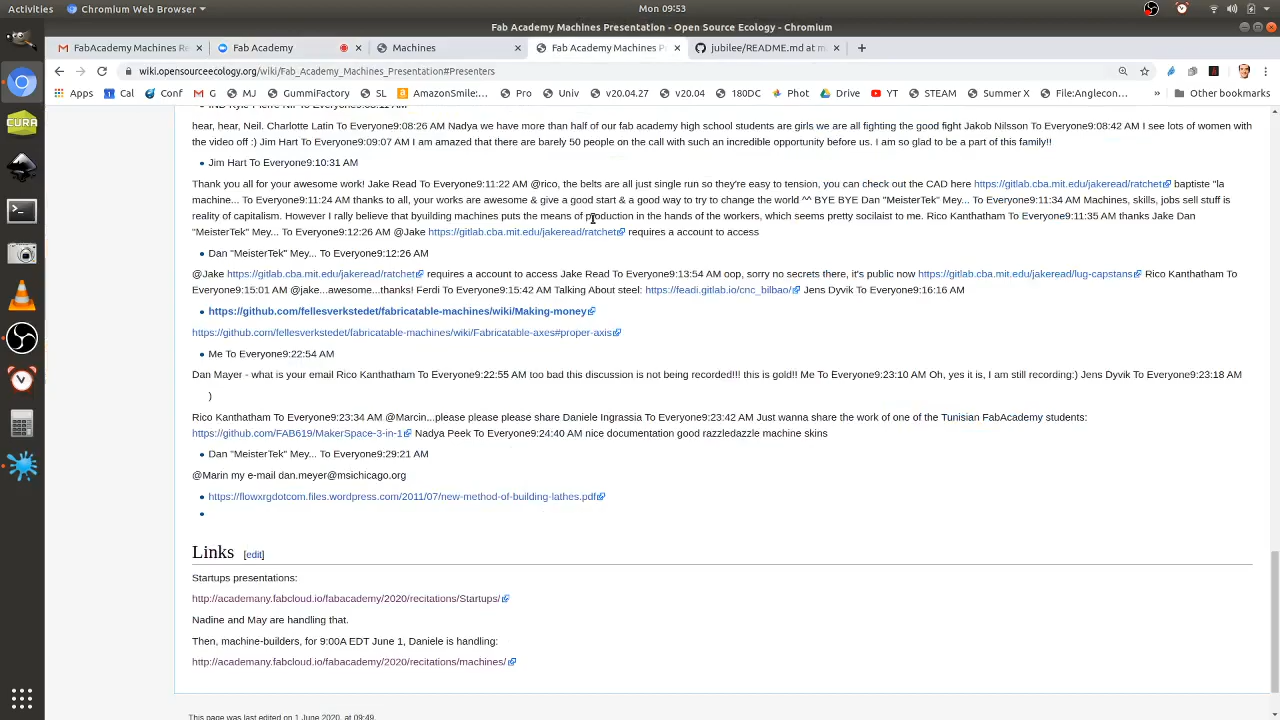 Activities
Chromium Web Browser
Mon 09:53
Fab Academy Machines Presentation - Open Source Ecology - Chromium
FabAcademy Machines Re
Fab Academy
Machines
Fab Academy Machines P
jubilee/README.md at m
wiki.opensourceecology.org/wiki/Fab_Academy_Machines_Presentation#Presenters
Apps
Cal
Conf
G
MJ
GummiFactory
SL
AmazonSmile:...
Pro
Univ
v20.04.27
v20.04
180DC
Phot
Drive
YT
STEAM
Summer X
File:Anglecon...
Other bookmarks
hear, hear, Neil. Charlotte Latin To Everyone9:08:26 AM Nadya we have more than half of our fab academy high school students are girls we are all fighting the good fight Jakob Nilsson To Everyone9:08:42 AM I see lots of women with
the video off :) Jim Hart To Everyone9:09:07 AM I am amazed that there are barely 50 people on the call with such an incredible opportunity before us. I am so glad to be a part of this family!!
Jim Hart To Everyone9:10:31 AM
Thank you all for your awesome work! Jake Read To Everyone9:11:22 AM @rico, the belts are all just single run so they're easy to tension, you can check out the CAD here https://gitlab.cba.mit.edu/jakeread/ratchet baptiste "la
machine... To Everyone9:11:24 AM thanks to all, your works are awesome & give a good start & a good way to try to change the world ^^ BYE BYE Dan "MeisterTek" Mey... To Everyone9:11:34 AM Machines, skills, jobs sell stuff is
reality of capitalism. However I rally believe that byuilding machines puts the means of production in the hands of the workers, which seems pretty socilaist to me. Rico Kanthatham To Everyone9:11:35 AM thanks Jake Dan
"MeisterTek" Mey... To Everyone9:12:26 AM @Jake https://gitlab.cba.mit.edu/jakeread/ratchet requires a account to access
Dan "MeisterTek" Mey... To Everyone9:12:26 AM
@Jake https://gitlab.cba.mit.edu/jakeread/ratchet requires a account to access Jake Read To Everyone9:13:54 AM oop, sorry no secrets there, it's public now https://gitlab.cba.mit.edu/jakeread/lug-capstans Rico Kanthatham To
Everyone9:15:01 AM @jake...awesome...thanks! Ferdi To Everyone9:15:42 AM Talking About steel: https://feadi.gitlab.io/cnc_bilbao/ Jens Dyvik To Everyone9:16:16 AM
https://github.com/fellesverkstedet/fabricatable-machines/wiki/Making-money
https://github.com/fellesverkstedet/fabricatable-machines/wiki/Fabricatable-axes#proper-axis
Me To Everyone9:22:54 AM
Dan Mayer - what is your email Rico Kanthatham To Everyone9:22:55 AM too bad this discussion is not being recorded!!! this is gold!! Me To Everyone9:23:10 AM Oh, yes it is, I am still recording:) Jens Dyvik To Everyone9:23:18 AM
)
Rico Kanthatham To Everyone9:23:34 AM @Marcin...please please please share Daniele Ingrassia To Everyone9:23:42 AM Just wanna share the work of one of the Tunisian FabAcademy students:
https://github.com/FAB619/MakerSpace-3-in-1 Nadya Peek To Everyone9:24:40 AM nice documentation good razzledazzle machine skins
Dan "MeisterTek" Mey... To Everyone9:29:21 AM
@Marin my e-mail dan.meyer@msichicago.org
https://flowxrgdotcom.files.wordpress.com/2011/07/new-method-of-building-lathes.pdf
Links [edit]
Startups presentations:
http://academany.fabcloud.io/fabacademy/2020/recitations/Startups/
Nadine and May are handling that.
Then, machine-builders, for 9:00A EDT June 1, Daniele is handling:
http://academany.fabcloud.io/fabacademy/2020/recitations/machines/
This page was last edited on 1 June 2020, at 09:49.